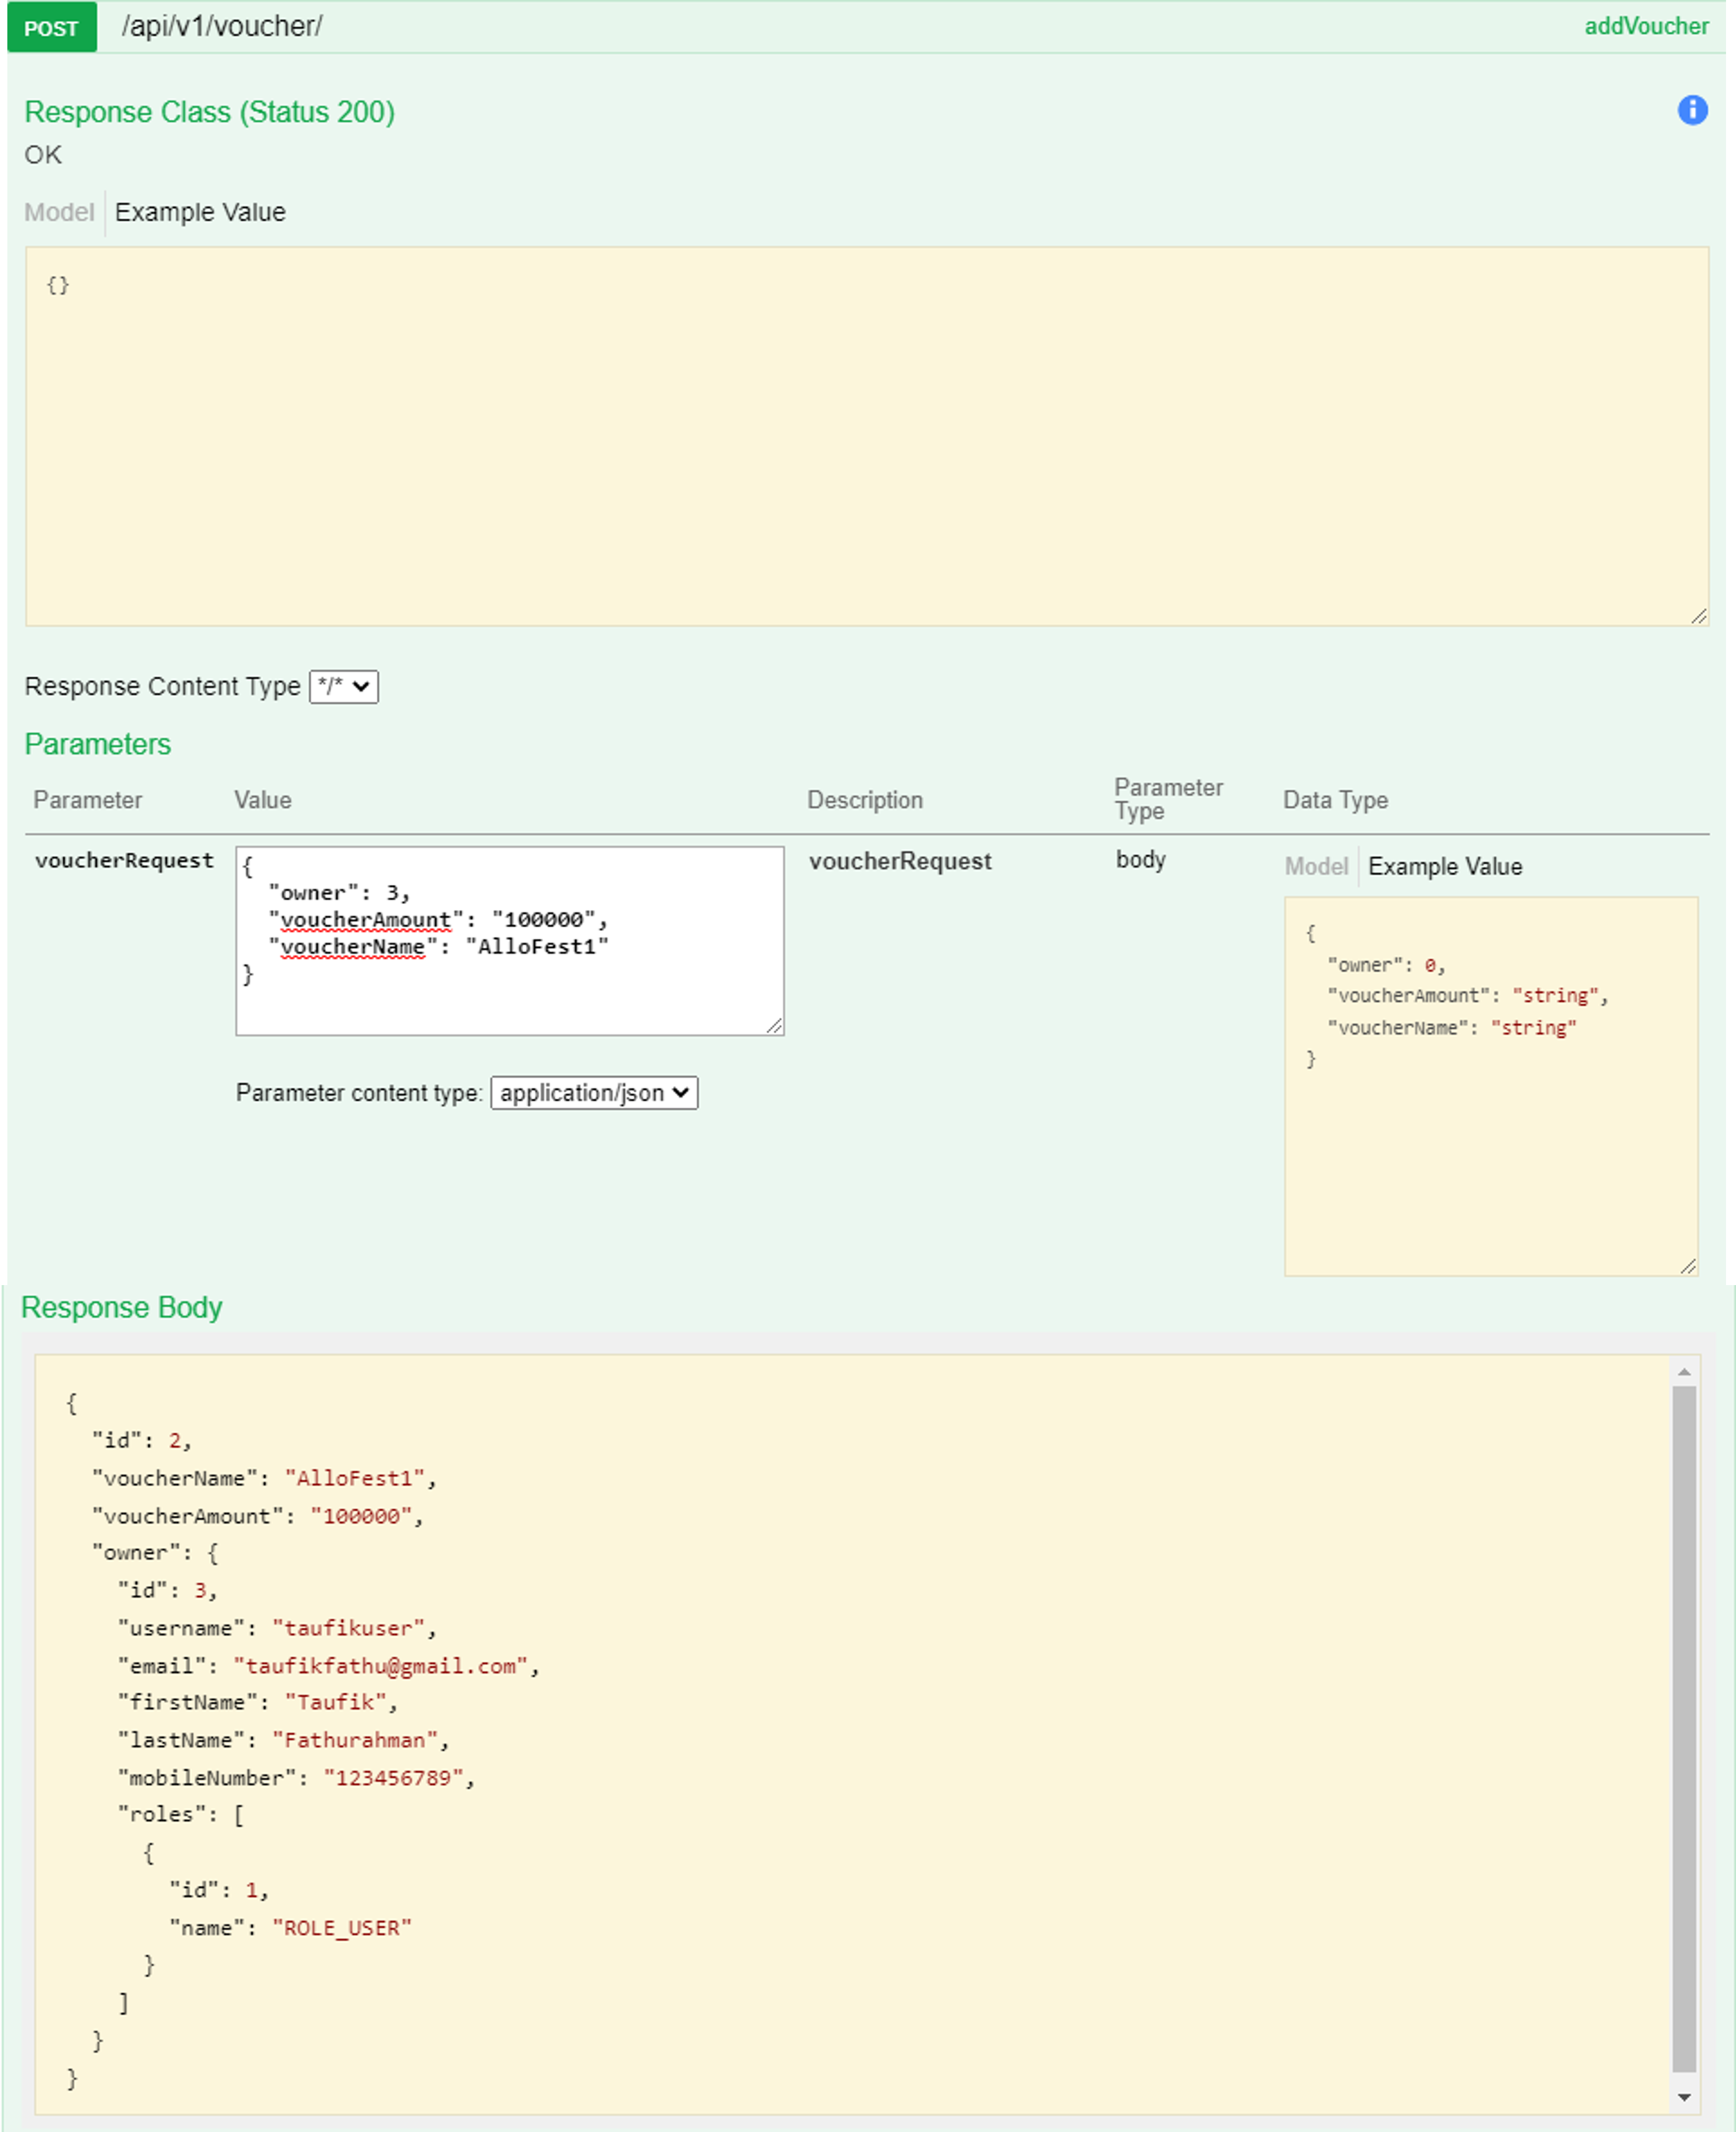 POST /api/v1/voucher/ addVoucher
Response Class (Status 200)
OK
Model Example Value
{}
Response Content Type */*
Parameters
Parameter Value Description Parameter Type Data Type
voucherRequest
{
  "owner": 3,
  "voucherAmount": "100000",
  "voucherName": "AlloFest1"
}
Parameter content type: application/json
voucherRequest
body
Model Example Value
{
  "owner": 0,
  "voucherAmount": "string",
  "voucherName": "string"
}
Response Body
{
  "id": 2,
  "voucherName": "AlloFest1",
  "voucherAmount": "100000",
  "owner": {
    "id": 3,
    "username": "taufikuser",
    "email": "taufikfathu@gmail.com",
    "firstName": "Taufik",
    "lastName": "Fathurahman",
    "mobileNumber": "123456789",
    "roles": [
      {
        "id": 1,
        "name": "ROLE_USER"
      }
    ]
  }
}